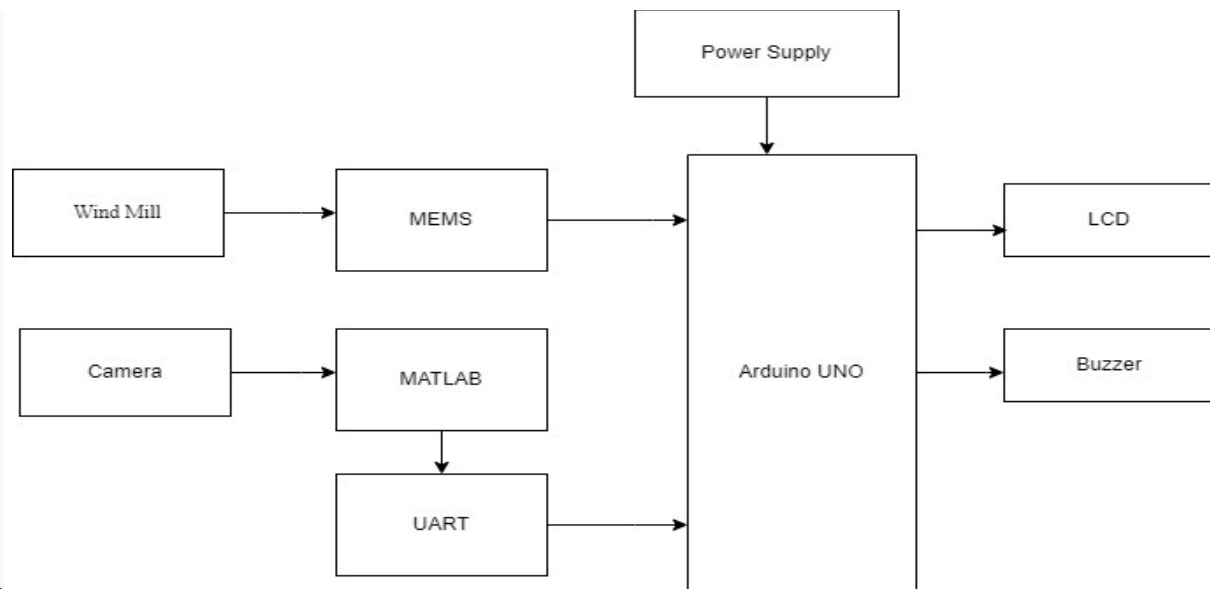 Power Supply
Wind Mill
MEMS
LCD
Camera
MATLAB
Arduino UNO
Buzzer
UART